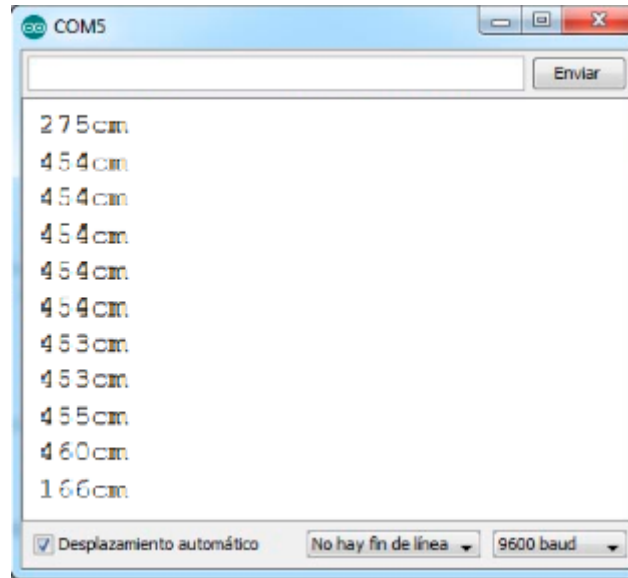 COM5
Enviar
275cm
454cm
454cm
454cm
454cm
454cm
453cm
453cm
455cm
460cm
166cm
Desplazamiento automático No hay fin de línea 9600 baud